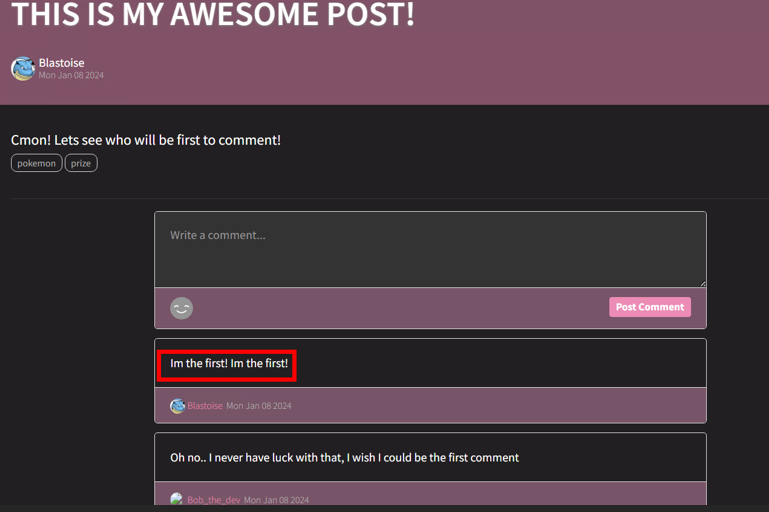 THIS IS MY AWESOME POST!
Blastoise
Mon Jan 08 2024
Cmon! Lets see who will be first to comment!
pokemon prize
Write a comment...
Post Comment
Im the first! Im the first!
Blastoise Mon Jan 08 2024
Oh no.. I never have luck with that, I wish I could be the first comment
Bob_the_dev Mon Jan 08 2024